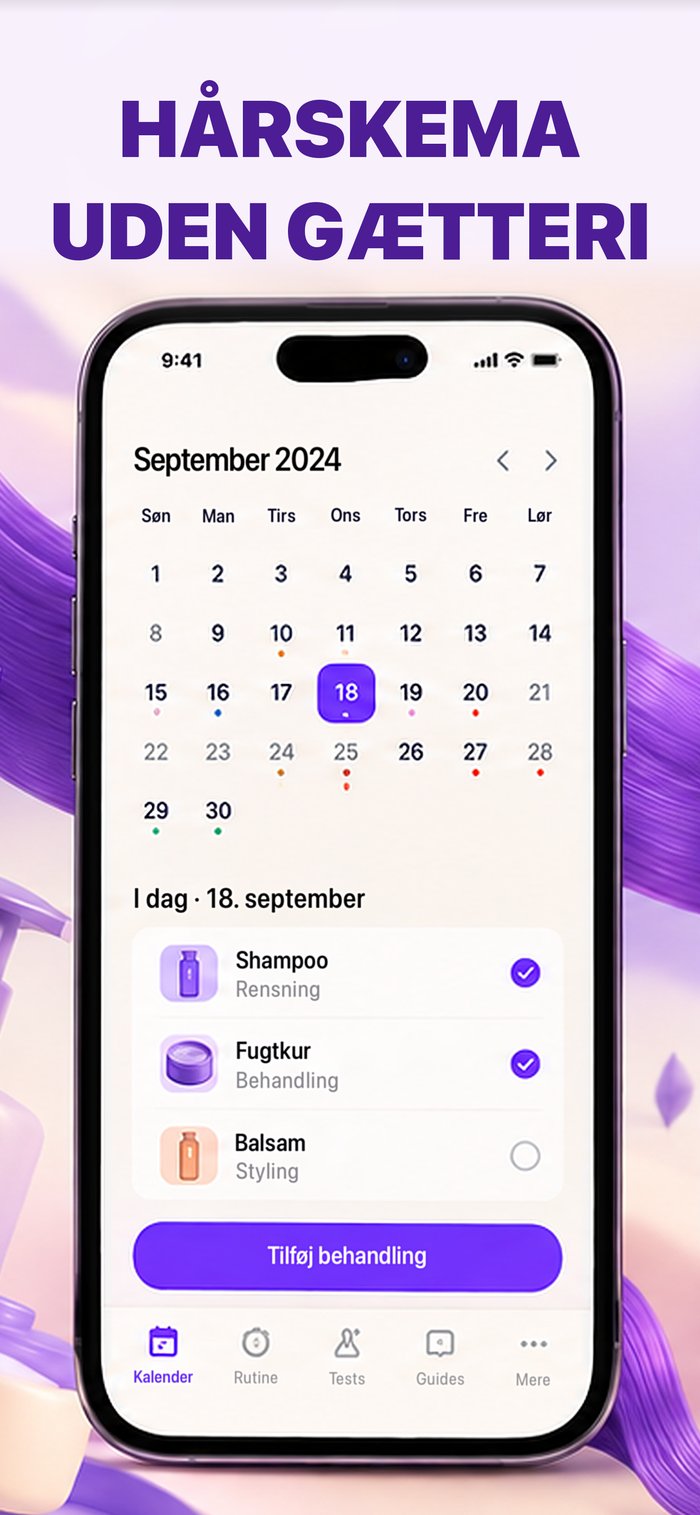 HÅRSKEMA
UDEN GÆTTERI
9:41
September 2024
Søn Man Tirs Ons Tors Fre Lør
1 2 3 4 5 6 7
8 9 10 11 12 13 14
15 16 17 18 19 20 21
22 23 24 25 26 27 28
29 30
I dag · 18. september
Shampoo
Rensning
Fugtkur
Behandling
Balsam
Styling
Tilføj behandling
Kalender Rutine Tests Guides Mere